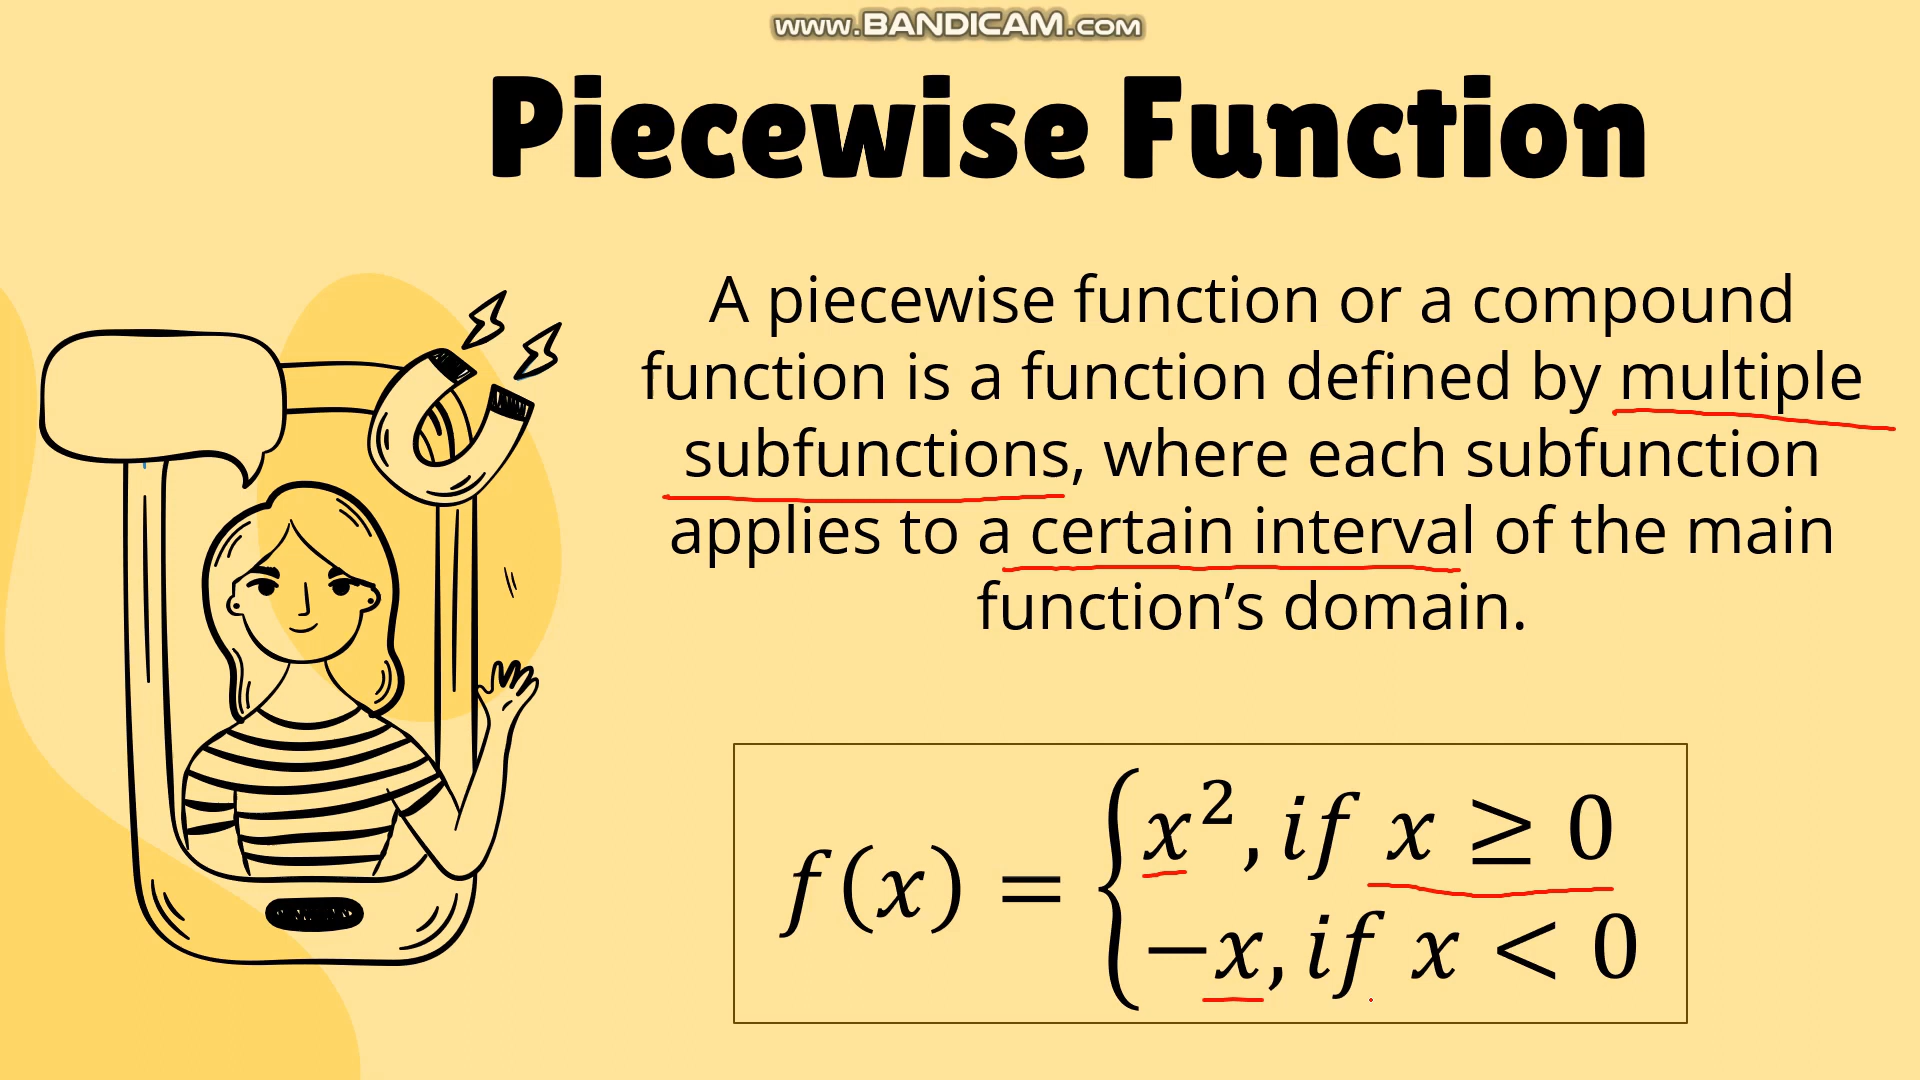 www.BANDICAM.com
Piecewise Function
A piecewise function or a compound
function is a function defined by multiple
subfunctions, where each subfunction
applies to a certain interval of the main
function’s domain.
f(x) = { x², if x ≥ 0
−x, if x < 0